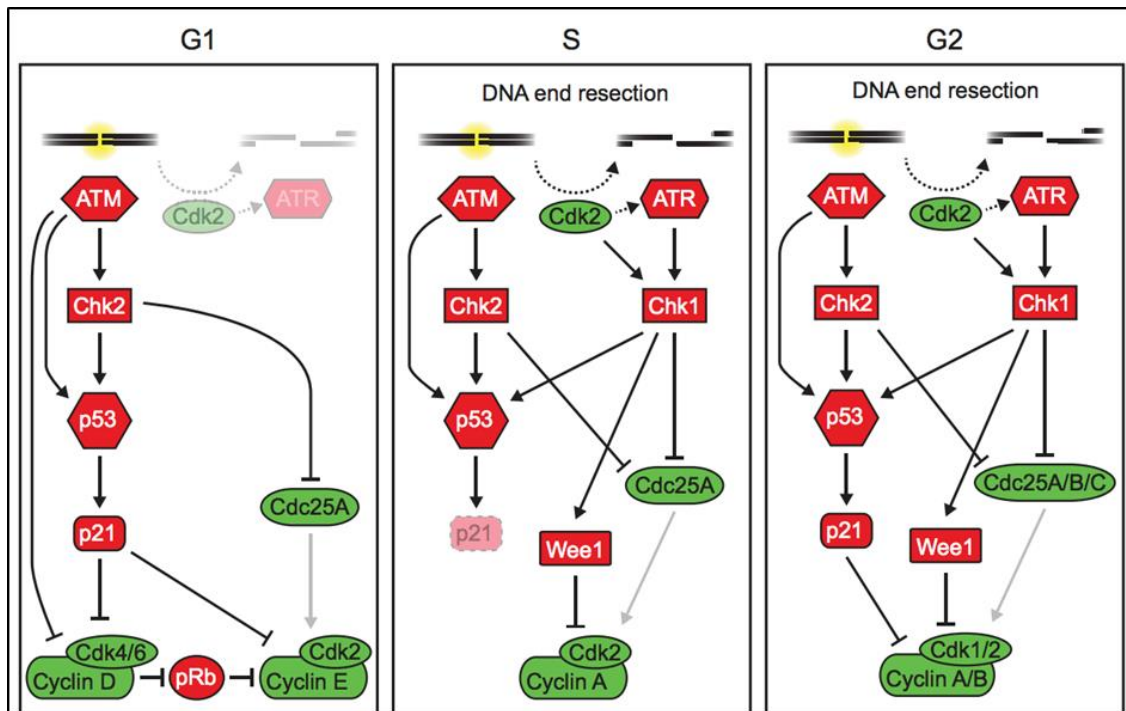 G1
ATM
ATR
Cdk2
Chk2
p53
Cdc25A
p21
Cdk4/6
Cyclin D
pRb
Cdk2
Cyclin E
S
DNA end resection
ATM
ATR
Cdk2
Chk2
Chk1
p53
Cdc25A
p21
Wee1
Cdk2
Cyclin A
G2
DNA end resection
ATM
ATR
Cdk2
Chk2
Chk1
p53
Cdc25A/B/C
p21
Wee1
Cdk1/2
Cyclin A/B